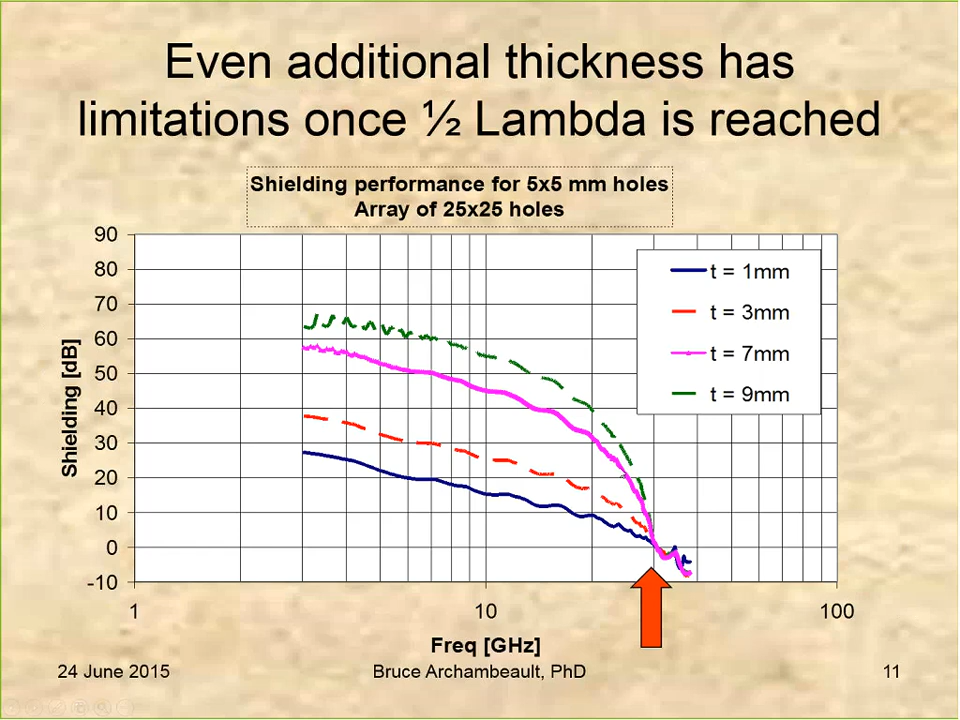 Even additional thickness has
limitations once ½ Lambda is reached
Shielding performance for 5x5 mm holes
Array of 25x25 holes
90
80
70
60
50
40
30
20
10
0
-10
Shielding [dB]
t = 1mm
t = 3mm
t = 7mm
t = 9mm
1
10
100
Freq [GHz]
24 June 2015
Bruce Archambeault, PhD
11